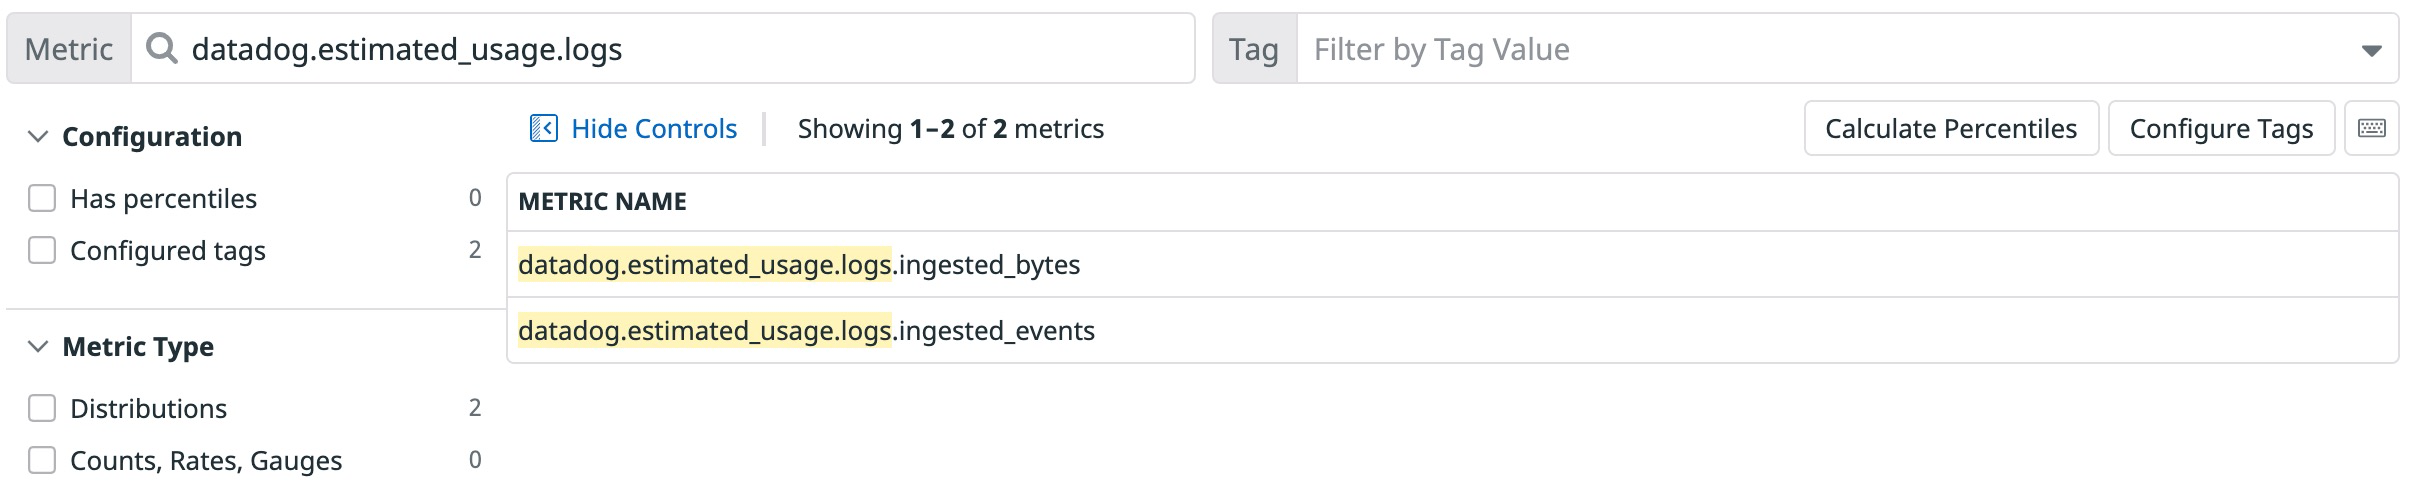 Metric datadog.estimated_usage.logs Tag Filter by Tag Value
Configuration
Has percentiles 0
Configured tags 2
Metric Type
Distributions 2
Counts, Rates, Gauges 0
Hide Controls Showing 1–2 of 2 metrics Calculate Percentiles Configure Tags
METRIC NAME
datadog.estimated_usage.logs.ingested_bytes
datadog.estimated_usage.logs.ingested_events